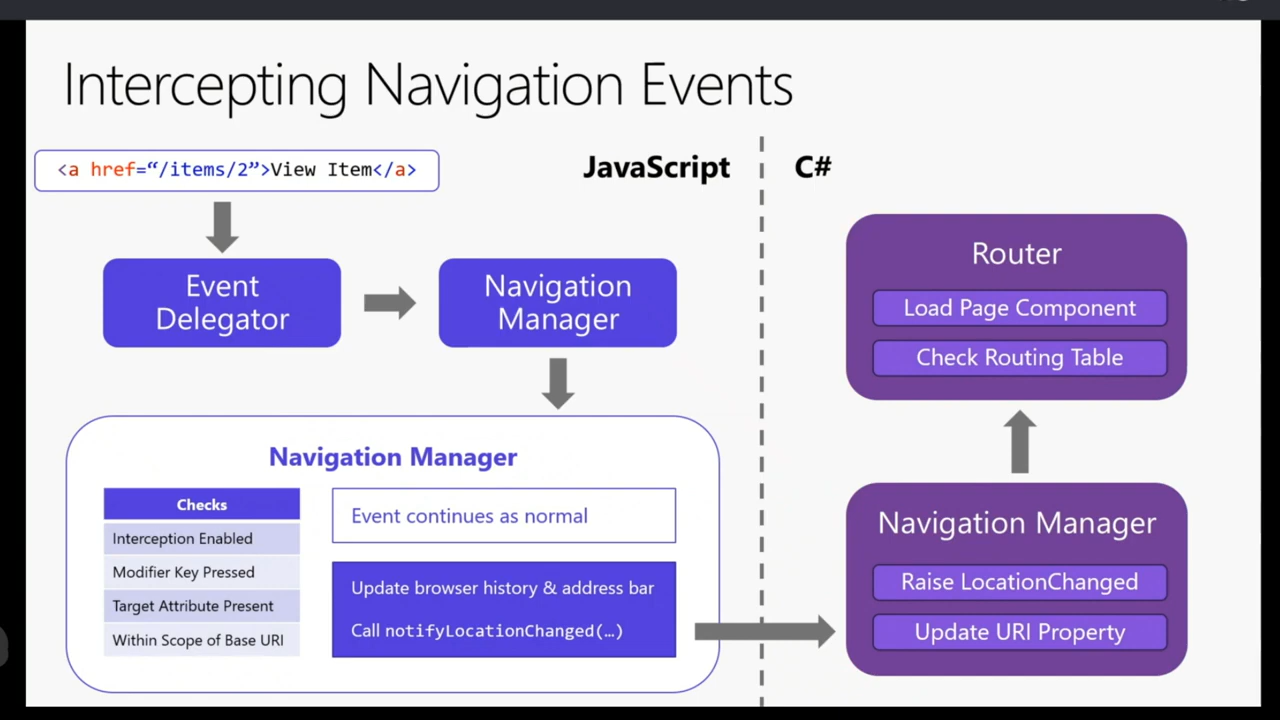 Intercepting Navigation Events
<a href=“/items/2”>View Item</a>
JavaScript
C#
Event
Delegator
Navigation
Manager
Navigation Manager
Checks
Interception Enabled
Modifier Key Pressed
Target Attribute Present
Within Scope of Base URI
Event continues as normal
Update browser history & address bar
Call notifyLocationChanged(…)
Router
Load Page Component
Check Routing Table
Navigation Manager
Raise LocationChanged
Update URI Property